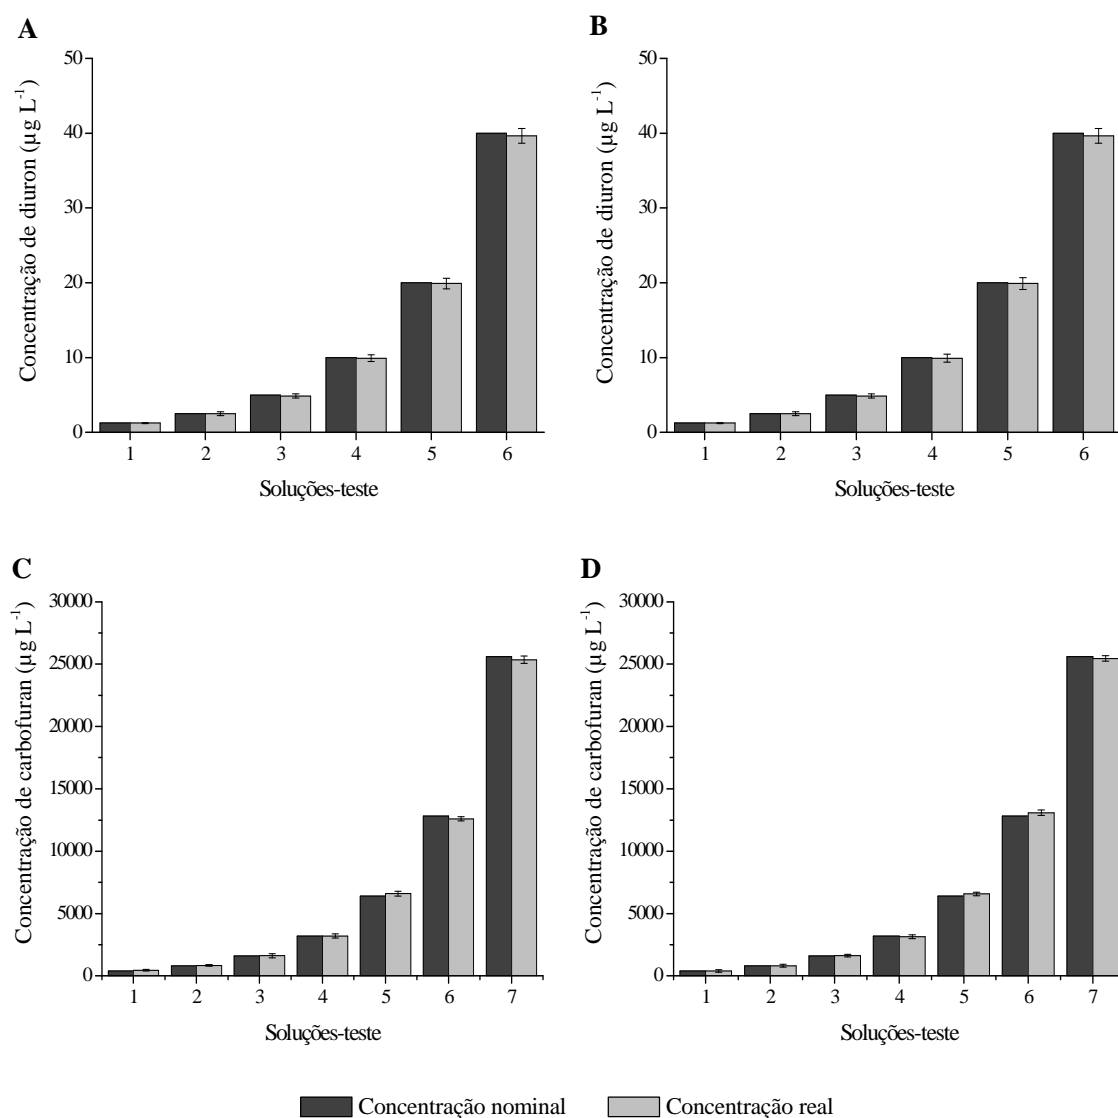 A
Concentração de diuron (µg L-1)
50
40
30
20
10
0
1 2 3 4 5 6
Soluções-teste
B
Concentração de diuron (µg L-1)
50
40
30
20
10
0
1 2 3 4 5 6
Soluções-teste
C
Concentração de carbofuran (µg L-1)
30000
25000
20000
15000
10000
5000
0
1 2 3 4 5 6 7
Soluções-teste
D
Concentração de carbofuran (µg L-1)
30000
25000
20000
15000
10000
5000
0
1 2 3 4 5 6 7
Soluções-teste
Concentração nominal Concentração real